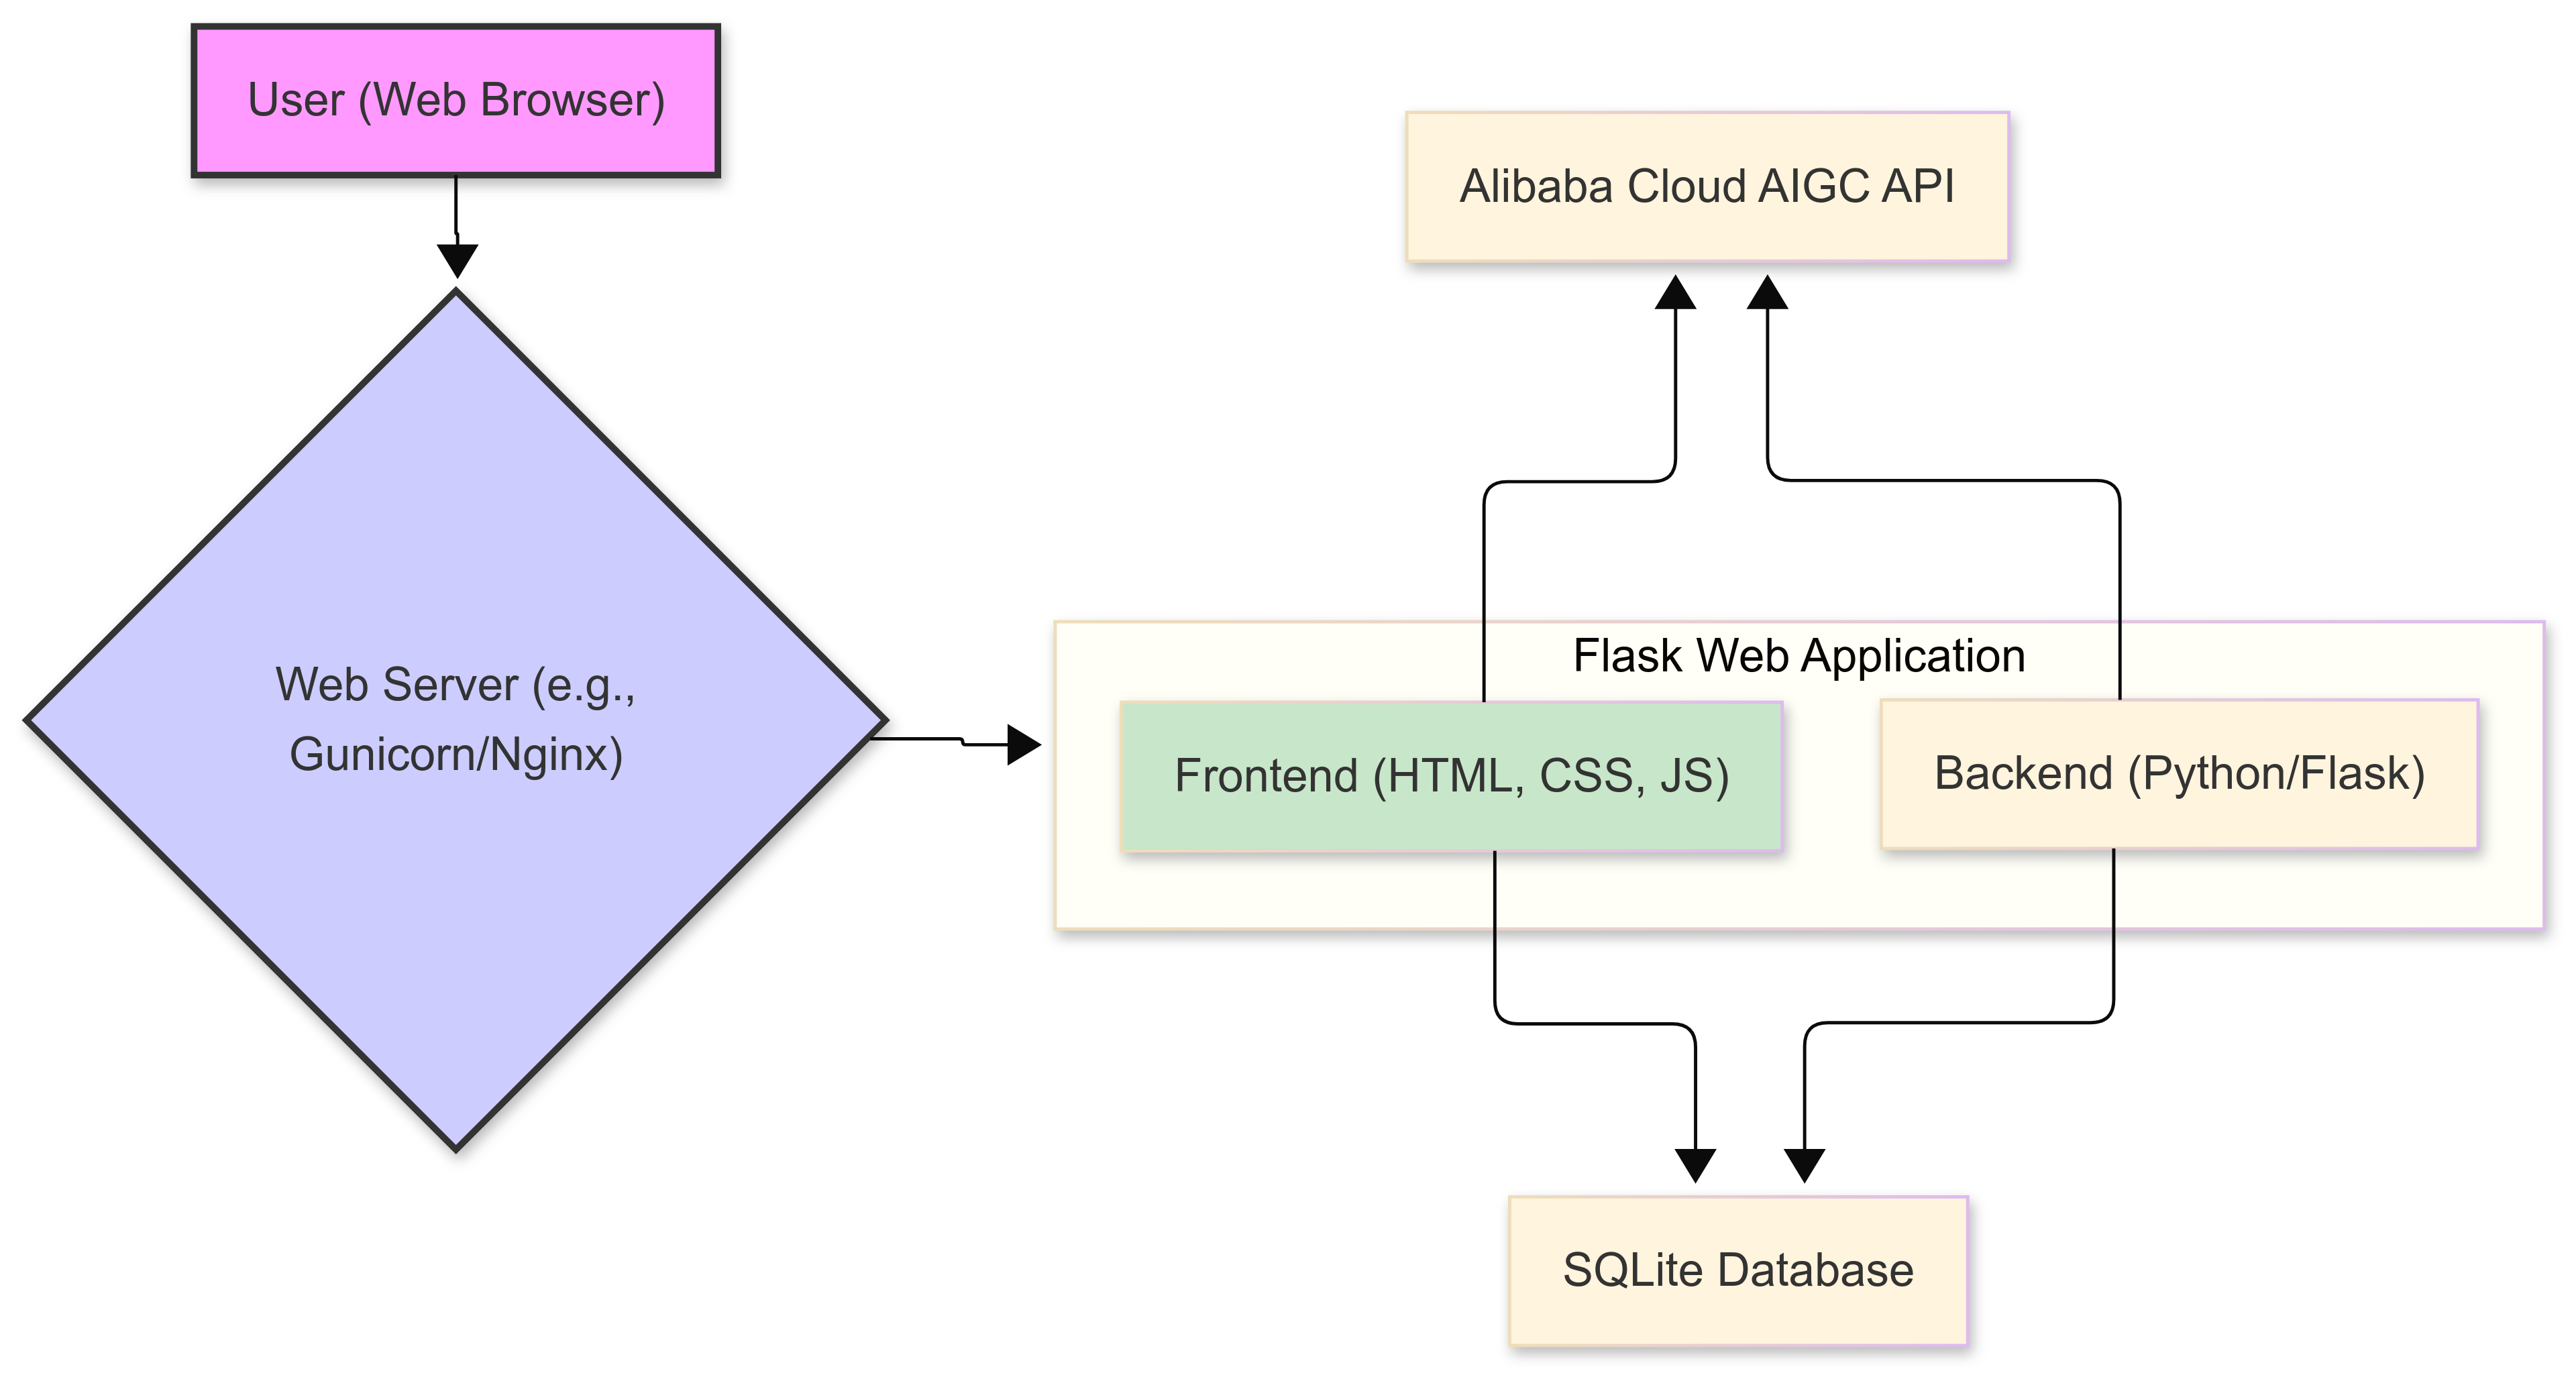 User (Web Browser)
Web Server (e.g.,
Gunicorn/Nginx)
Alibaba Cloud AIGC API
Flask Web Application
Frontend (HTML, CSS, JS)
Backend (Python/Flask)
SQLite Database